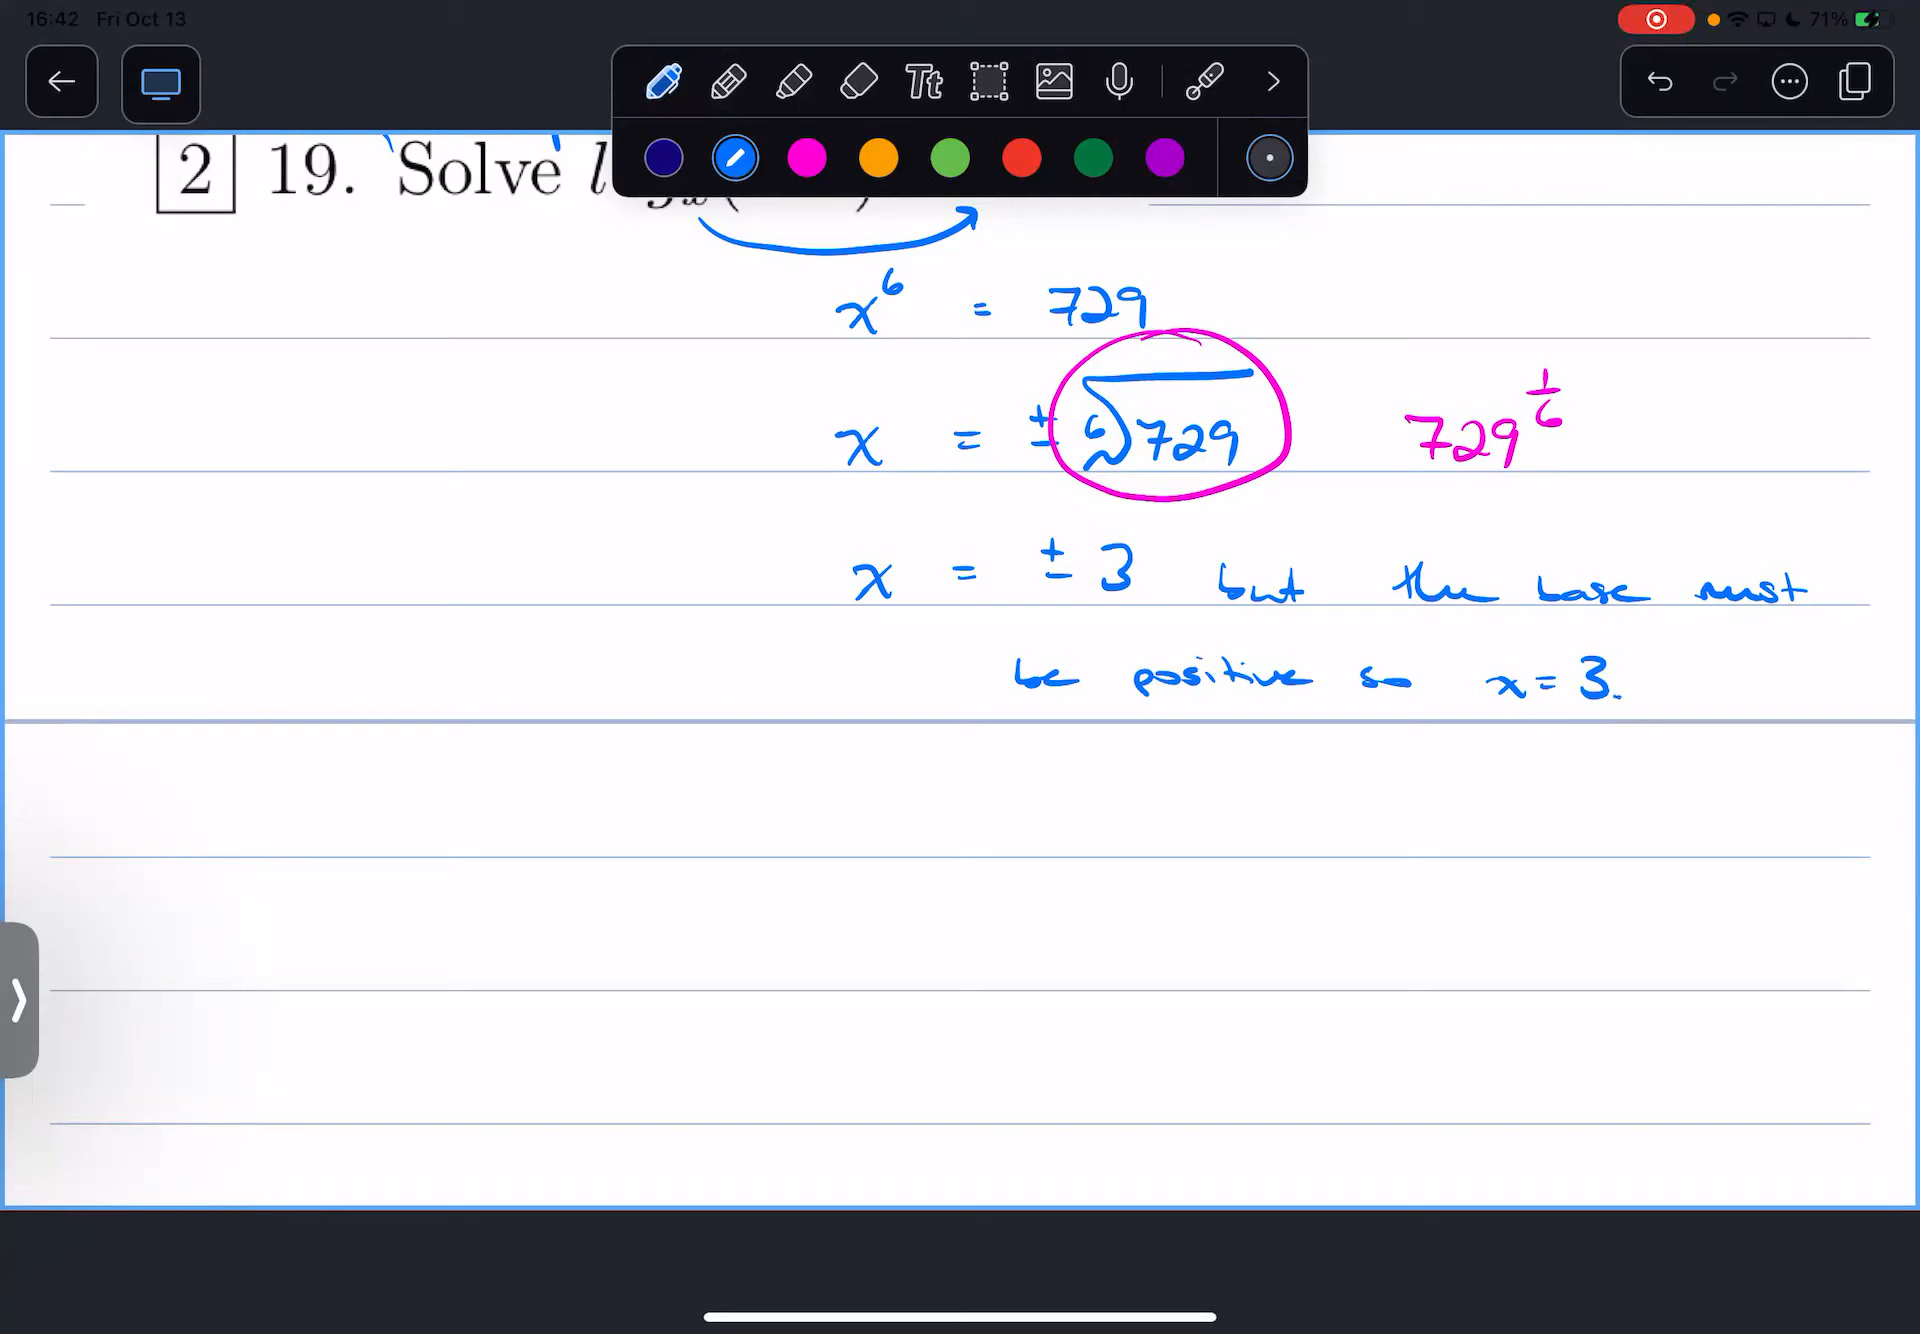 16:42 Fri Oct 13 71%
Tt
2 19. Solve l
x⁶ = 729
x = ± ⁶√729 729^(1/6)
x = ± 3 but the base must
be positive so x = 3.